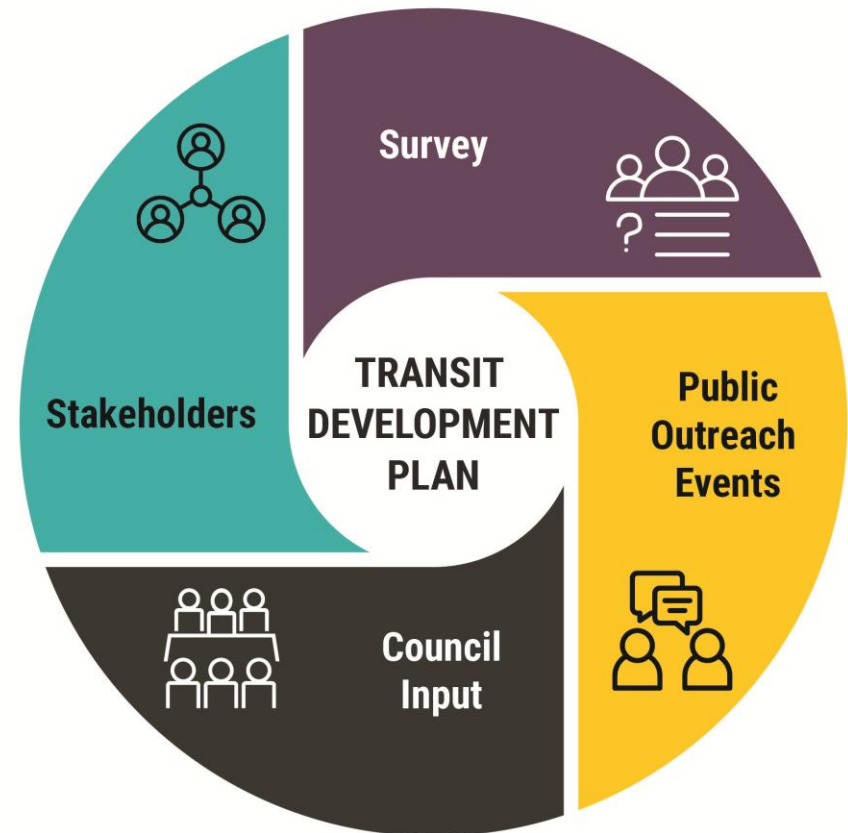 Survey
Stakeholders
TRANSIT
DEVELOPMENT
PLAN
Public
Outreach
Events
Council
Input
?